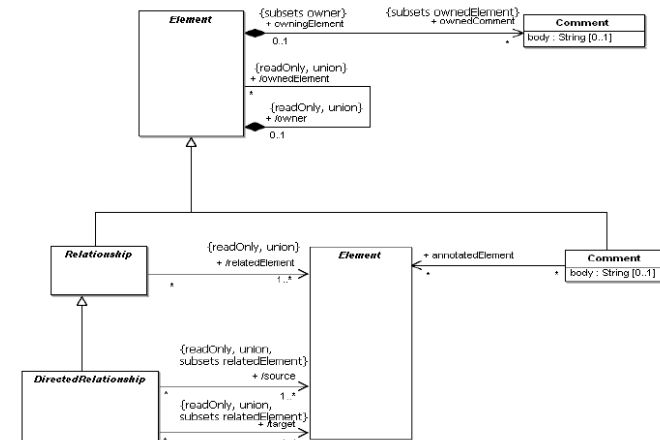 Element
{subsets owner}
+ owningElement
0..1
{subsets ownedElement}
+ ownedComment
*
Comment
body : String [0..1]
{readOnly, union}
+ /ownedElement
*
{readOnly, union}
+ /owner
0..1
Relationship
{readOnly, union}
+ /relatedElement
*
1..*
Element
+ annotatedElement
*
*
Comment
body : String [0..1]
{readOnly, union,
subsets relatedElement}
+ /source
DirectedRelationship
*
1..*
{readOnly, union,
subsets relatedElement}
+ /target
*